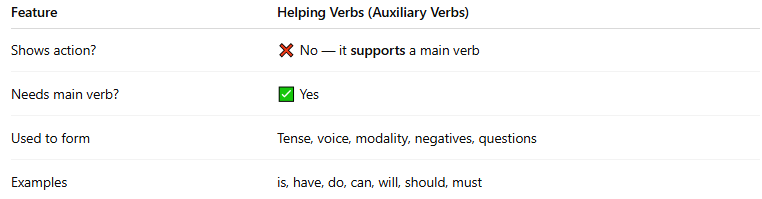 Feature Helping Verbs (Auxiliary Verbs)
Shows action? ❌ No — it supports a main verb
Needs main verb? ✅ Yes
Used to form Tense, voice, modality, negatives, questions
Examples is, have, do, can, will, should, must